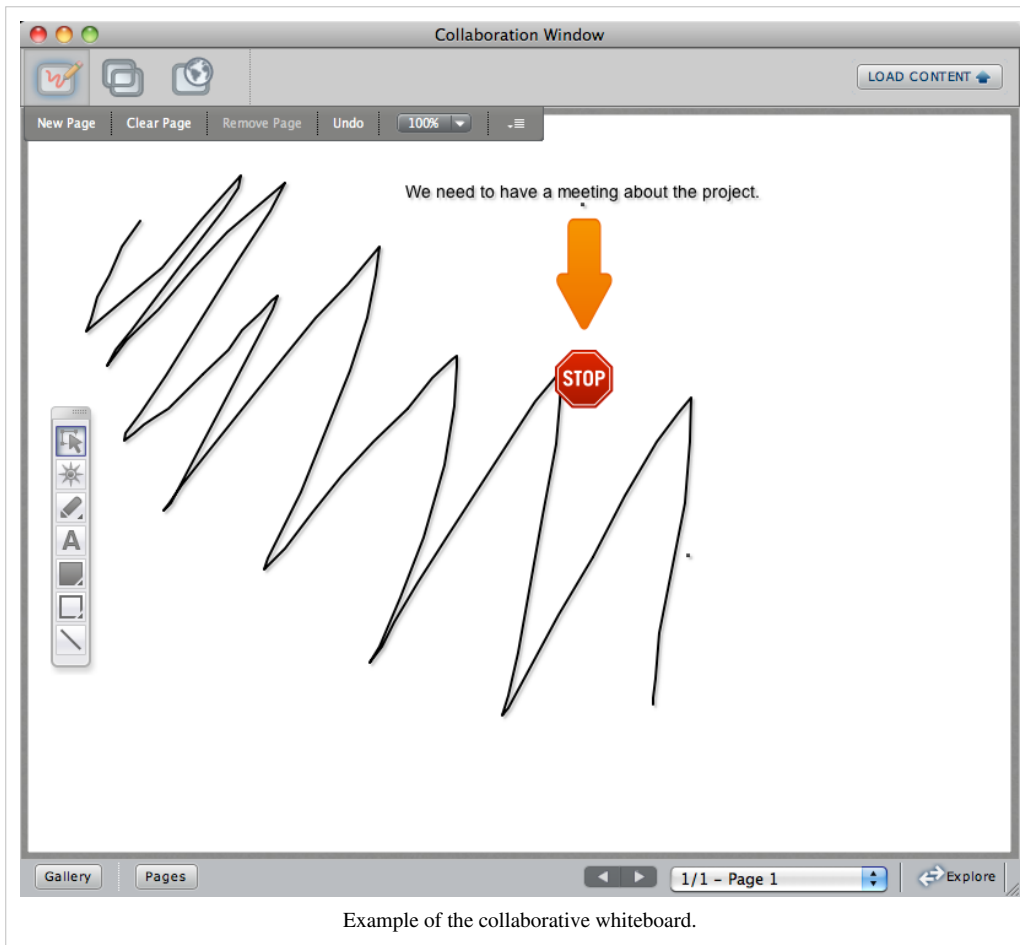 Collaboration Window
LOAD CONTENT
New Page Clear Page Remove Page Undo 100%
We need to have a meeting about the project.
STOP
A
Gallery Pages 1/1 - Page 1 Explore
Example of the collaborative whiteboard.